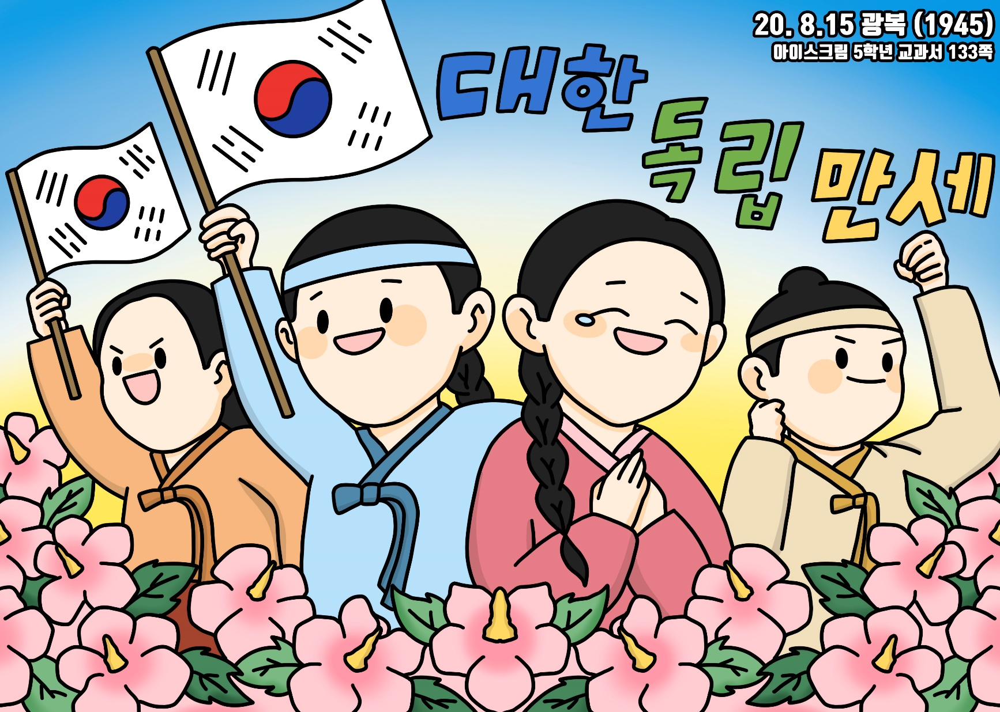 20. 8.15 광복 (1945)
아이스크림 5학년 교과서 133쪽
대한
독립
만세